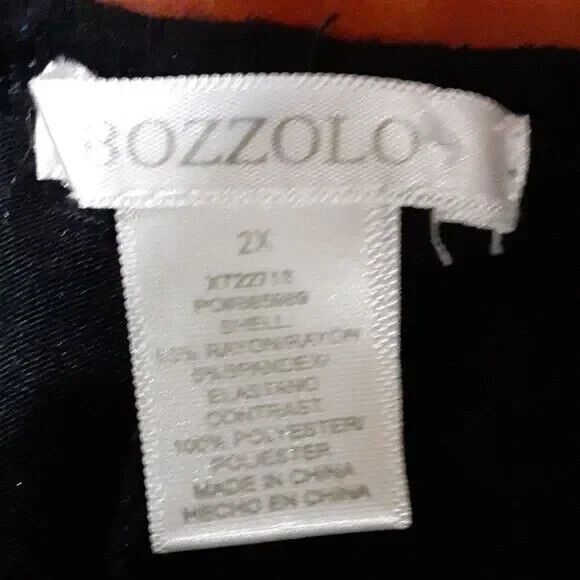 BOZZOLO
2X
XT22718
SHELL
95% RAYON/RAYON
5%SPANDEX/
ELASTANO
CONTRAST
100% POLYESTER/
POLIESTER
MADE IN CHINA
HECHO EN CHINA